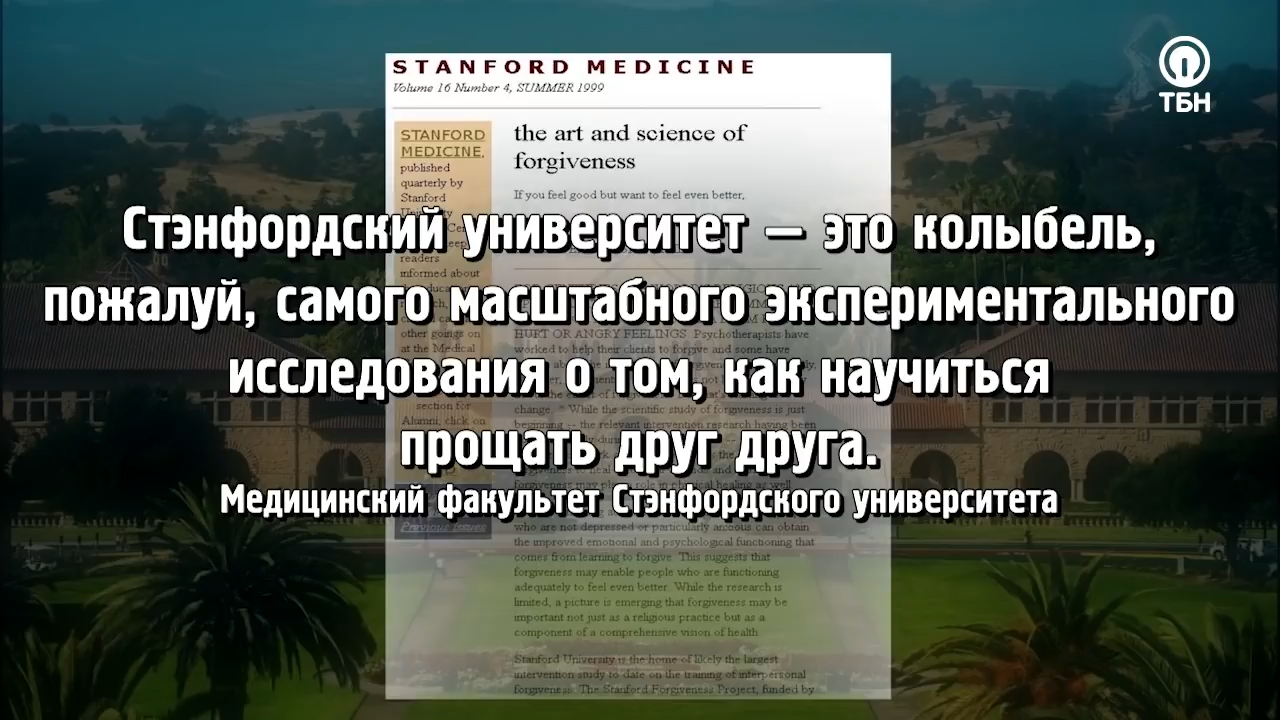 STANFORD MEDICINE
Volume 16 Number 4, SUMMER 1999
ТБН
STANFORD
MEDICINE,
published
quarterly by
Stanford
readers
informed about
other goings on
at the Medical
section for
Alumni, click on
the art and science of
forgiveness
If you feel good but want to feel even better,
Стэнфордский университет — это колыбель,
пожалуй, самого масштабного экспериментального
исследования о том, как научиться
прощать друг друга.
Медицинский факультет Стэнфордского университета
HURT OR ANGRY FEELINGS. Psychotherapists have
worked to help their clients to forgive and some have
change. " While the scientific study of forgiveness is just
beginning -- the relevant intervention research having been
who are not depressed or particularly anxious can obtain
the improved emotional and psychological functioning that
comes from learning to forgive. This suggests that
forgiveness may enable people who are functioning
adequately to feel even better. While the research is
limited, a picture is emerging that forgiveness may be
important not just as a religious practice but as a
component of a comprehensive vision of health.
Stanford University is the home of likely the largest
intervention study to date on the training of interpersonal
forgiveness. The Stanford Forgiveness Project, funded by